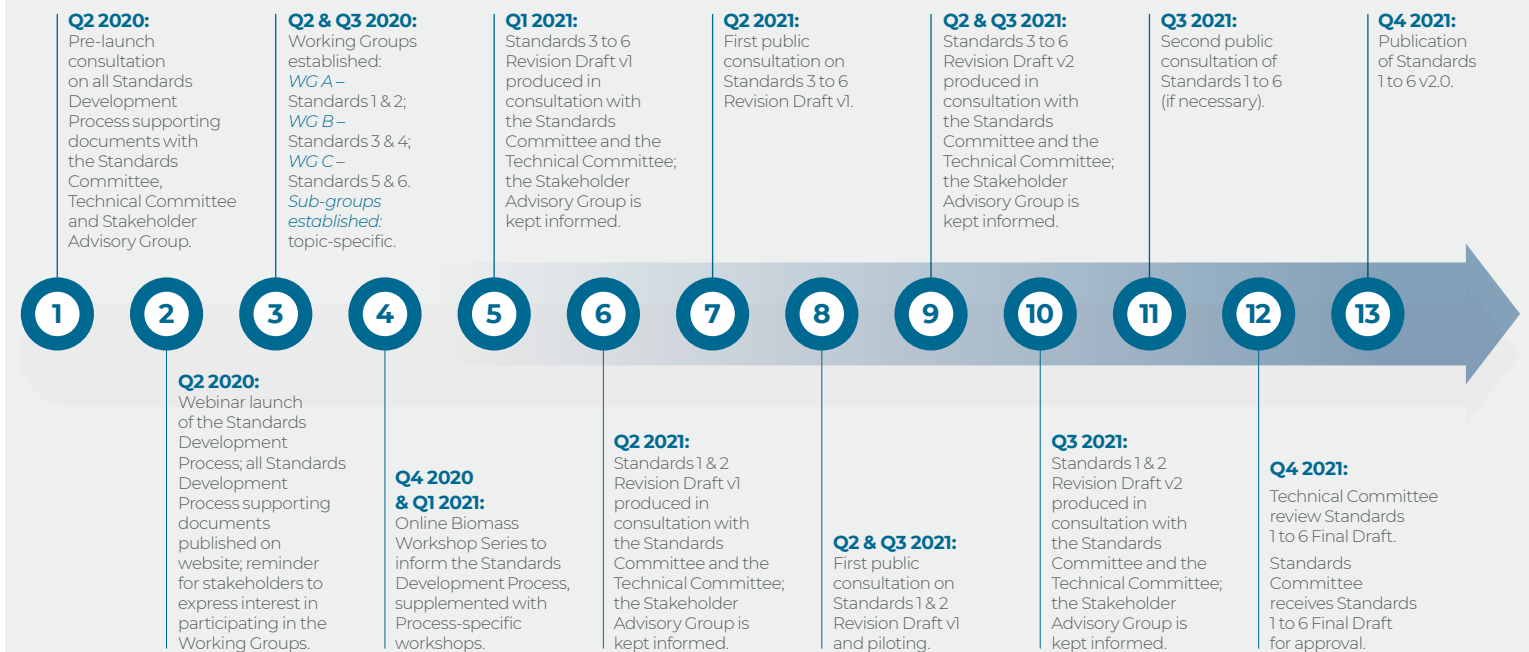 Q2 2020:
Pre-launch
consultation
on all Standards
Development
Process supporting
documents with
the Standards
Committee,
Technical Committee
and Stakeholder
Advisory Group.
Q2 & Q3 2020:
Working Groups
established:
WG A –
Standards 1 & 2;
WG B –
Standards 3 & 4;
WG C –
Standards 5 & 6.
Sub-groups
established:
topic-specific.
Q1 2021:
Standards 3 to 6
Revision Draft v1
produced in
consultation with
the Standards
Committee and the
Technical Committee;
the Stakeholder
Advisory Group is
kept informed.
Q2 2021:
First public
consultation on
Standards 3 to 6
Revision Draft v1.
Q2 & Q3 2021:
Standards 3 to 6
Revision Draft v2
produced in
consultation with
the Standards
Committee and the
Technical Committee;
the Stakeholder
Advisory Group is
kept informed.
Q3 2021:
Second public
consultation of
Standards 1 to 6
(if necessary).
Q4 2021:
Publication
of Standards
1 to 6 v2.0.
1 2 3 4 5 6 7 8 9 10 11 12 13
Q2 2020:
Webinar launch
of the Standards
Development
Process; all Standards
Development
Process supporting
documents
published on
website; reminder
for stakeholders to
express interest in
participating in the
Working Groups.
Q4 2020
& Q1 2021:
Online Biomass
Workshop Series to
inform the Standards
Development Process,
supplemented with
Process-specific
workshops.
Q2 2021:
Standards 1 & 2
Revision Draft v1
produced in
consultation with
the Standards
Committee and the
Technical Committee;
the Stakeholder
Advisory Group is
kept informed.
Q2 & Q3 2021:
First public
consultation on
Standards 1 & 2
Revision Draft v1
and piloting.
Q3 2021:
Standards 1 & 2
Revision Draft v2
produced in
consultation with
the Standards
Committee and the
Technical Committee;
the Stakeholder
Advisory Group is
kept informed.
Q4 2021:
Technical Committee
review Standards
1 to 6 Final Draft.
Standards
Committee
receives Standards
1 to 6 Final Draft
for approval.